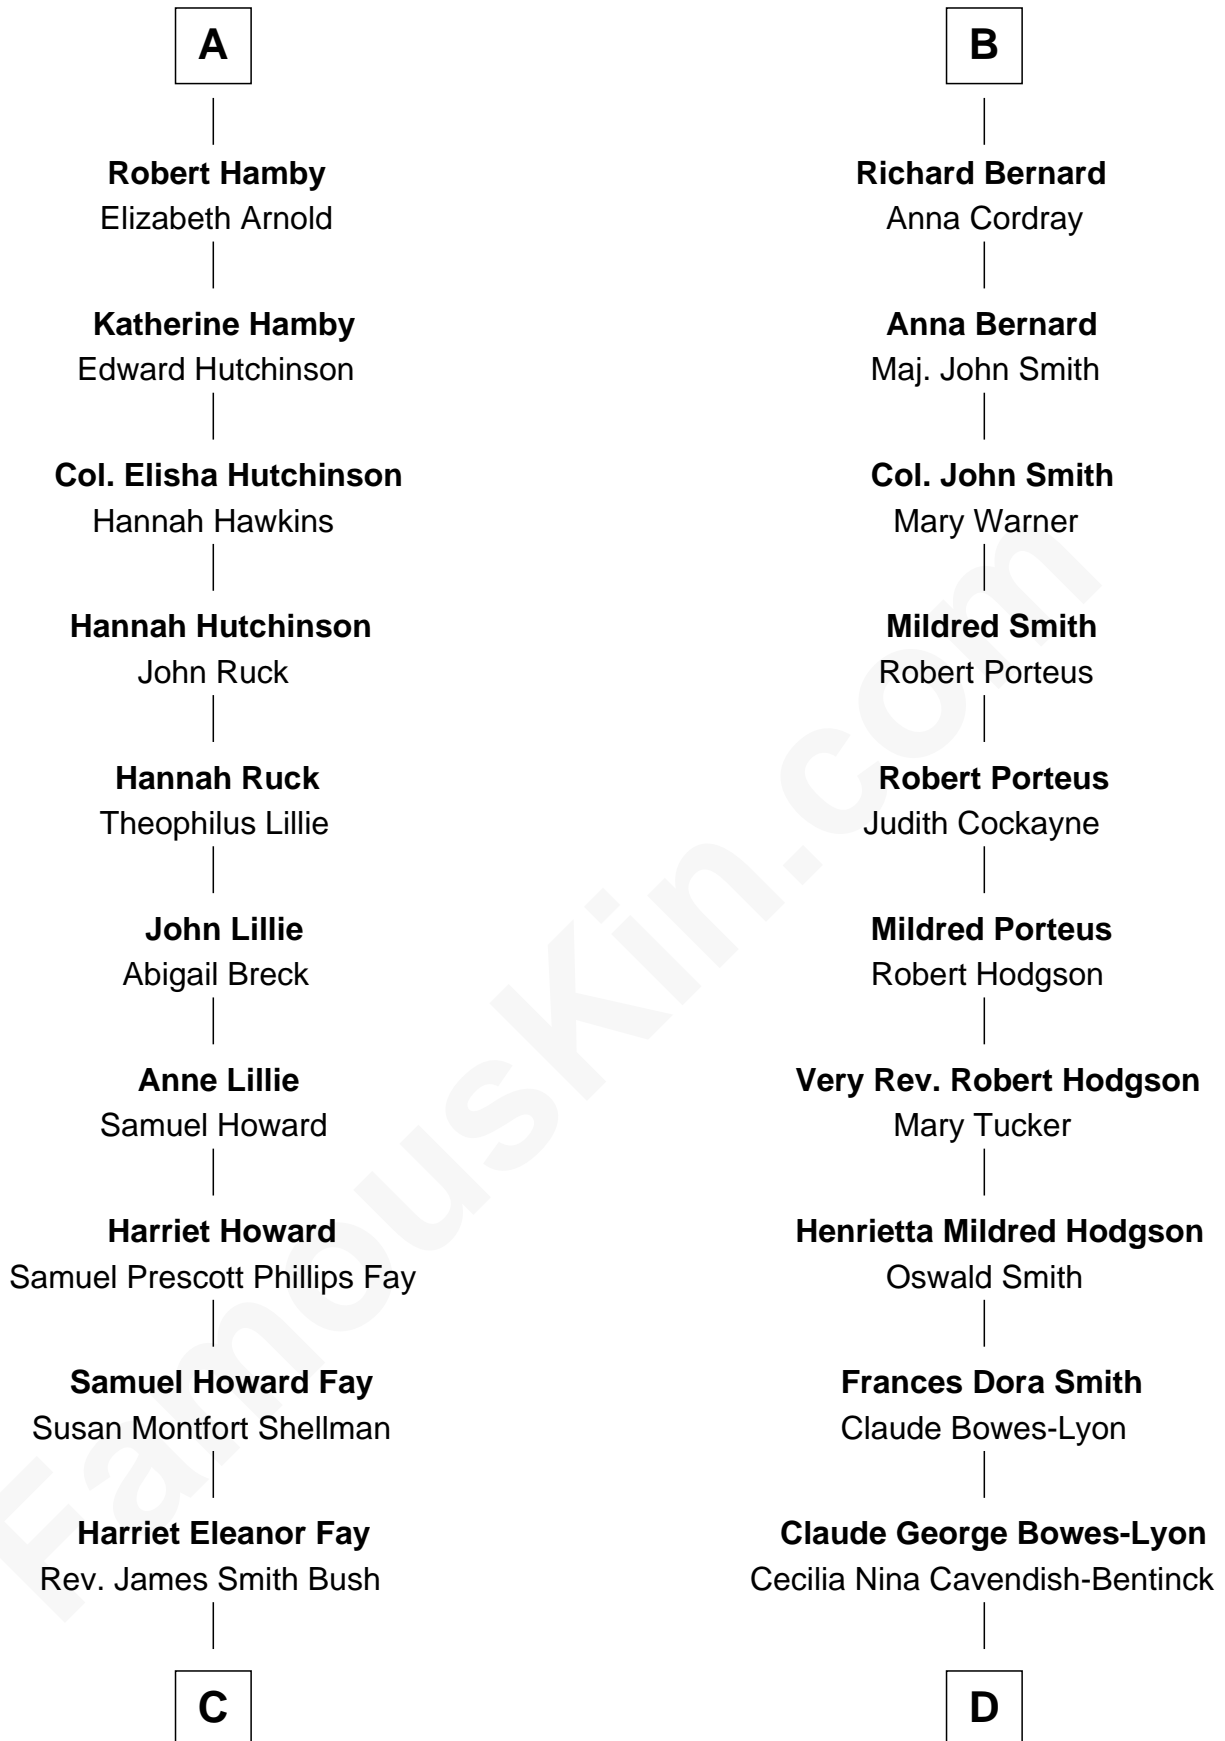 A
Robert Hamby
Elizabeth Arnold
Katherine Hamby
Edward Hutchinson
Col. Elisha Hutchinson
Hannah Hawkins
Hannah Hutchinson
John Ruck
Hannah Ruck
Theophilus Lillie
John Lillie
Abigail Breck
Anne Lillie
Samuel Howard
Harriet Howard
Samuel Prescott Phillips Fay
Samuel Howard Fay
Susan Montfort Shellman
Harriet Eleanor Fay
Rev. James Smith Bush
C
B
Richard Bernard
Anna Cordray
Anna Bernard
Maj. John Smith
Col. John Smith
Mary Warner
Mildred Smith
Robert Porteus
Robert Porteus
Judith Cockayne
Mildred Porteus
Robert Hodgson
Very Rev. Robert Hodgson
Mary Tucker
Henrietta Mildred Hodgson
Oswald Smith
Frances Dora Smith
Claude Bowes-Lyon
Claude George Bowes-Lyon
Cecilia Nina Cavendish-Bentinck
D
FamousKin.com